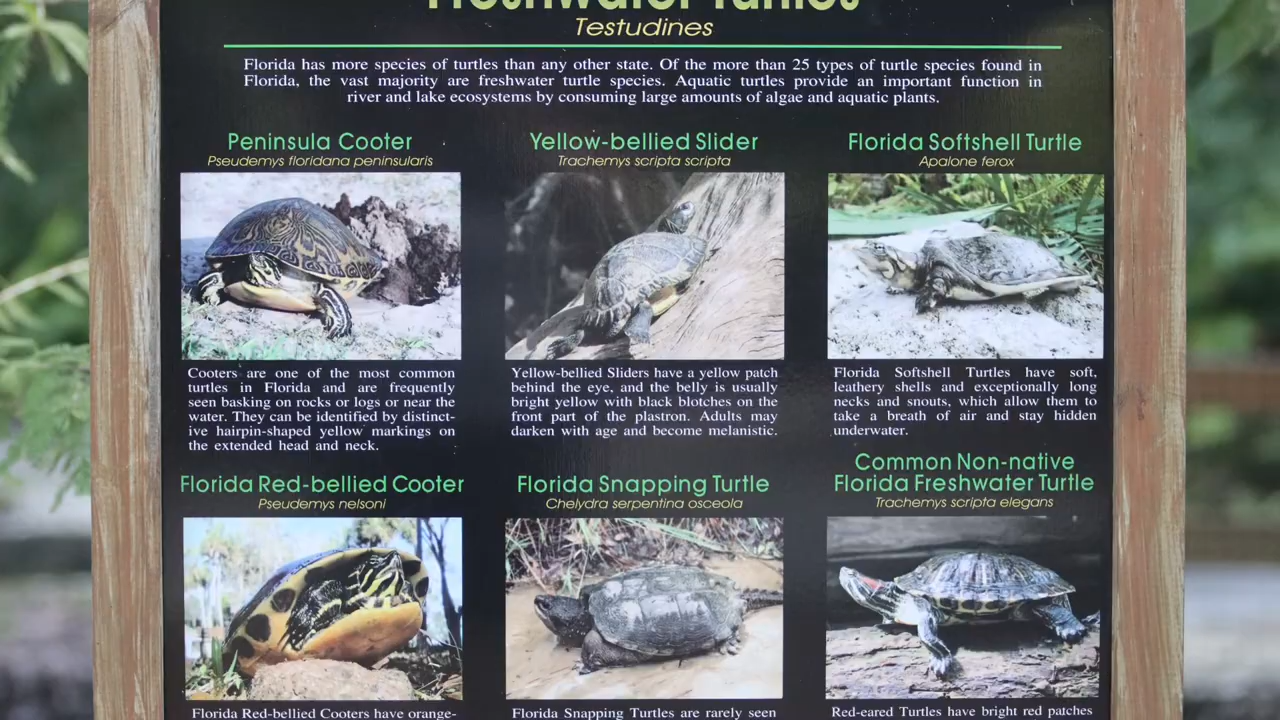 Freshwater Turtles
Testudines
Florida has more species of turtles than any other state. Of the more than 25 types of turtle species found in
Florida, the vast majority are freshwater turtle species. Aquatic turtles provide an important function in
river and lake ecosystems by consuming large amounts of algae and aquatic plants.
Peninsula Cooter
Pseudemys floridana peninsularis
Cooters are one of the most common
turtles in Florida and are frequently
seen basking on rocks or logs or near the
water. They can be identified by distinct-
ive hairpin-shaped yellow markings on
the extended head and neck.
Yellow-bellied Slider
Trachemys scripta scripta
Yellow-bellied Sliders have a yellow patch
behind the eye, and the belly is usually
bright yellow with black blotches on the
front part of the plastron. Adults may
darken with age and become melanistic.
Florida Softshell Turtle
Apalone ferox
Florida Softshell Turtles have soft,
leathery shells and exceptionally long
necks and snouts, which allow them to
take a breath of air and stay hidden
underwater.
Florida Red-bellied Cooter
Pseudemys nelsoni
Florida Red-bellied Cooters have orange-
Florida Snapping Turtle
Chelydra serpentina osceola
Florida Snapping Turtles are rarely seen
Common Non-native
Florida Freshwater Turtle
Trachemys scripta elegans
Red-eared Turtles have bright red patches